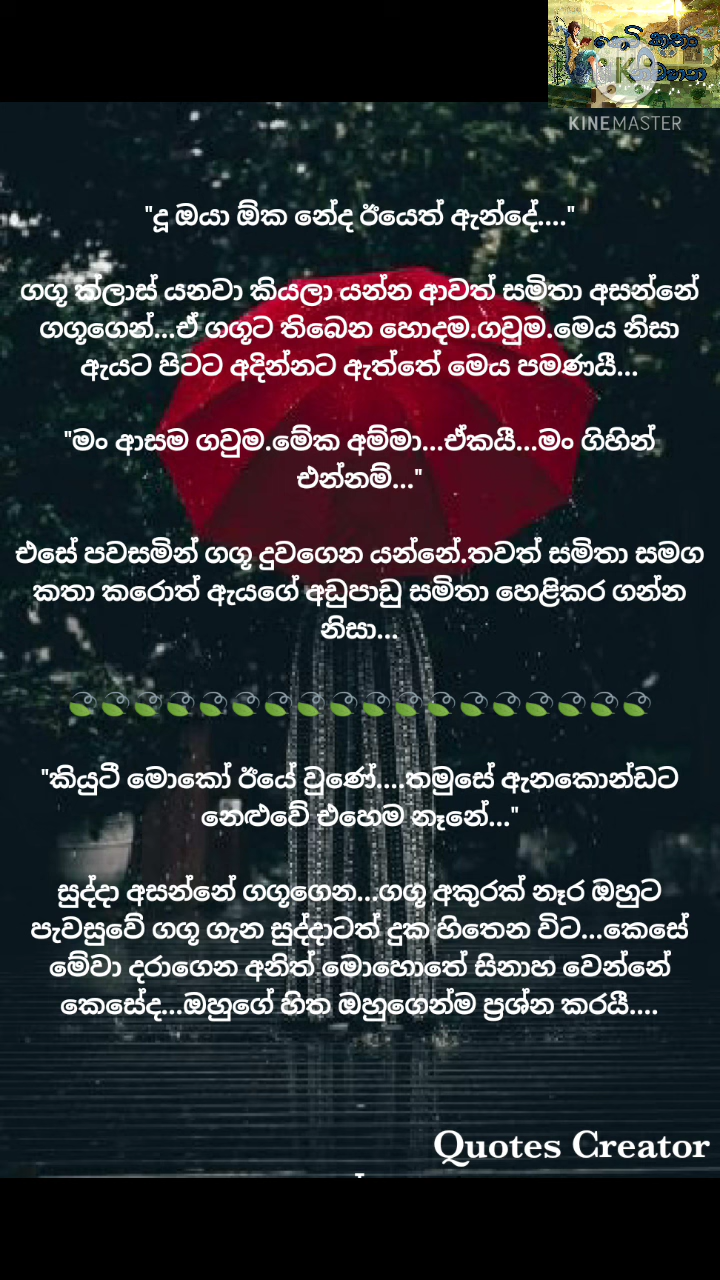 කතා
KINEMASTER
"දූ ඔයා ඕක නේද ඊයෙත් ඇන්දේ...."
ගගූ ක්ලාස් යනවා කියලා යන්න ආවත් සමිතා අසන්නේ
ගගූගෙන්...ඒ ගගූට තිබෙන හොදම.ගවුම.මෙය නිසා
ඇයට පිටට අදින්නට ඇත්තේ මෙය පමණයී...
"මං ආසම ගවුම.මේක අම්මා...ඒකයී...මං ගිහින්
එන්නම්..."
එසේ පවසමින් ගගූ දුවගෙන යන්නේ.තවත් සමිතා සමග
කතා කරොත් ඇයගේ අඩුපාඩු සමිතා හෙළිකර ගන්න
නිසා...
"කියුටී මොකෝ ඊයේ වුණේ....තමුසේ ඇනකොන්ඩට
නෙළුවේ එහෙම නෑනේ..."
සුද්දා අසන්නේ ගගූගෙන...ගගූ අකුරක් නෑර ඔහුට
පැවසුවේ ගගූ ගැන සුද්දාටත් දුක හිතෙන විට...කෙසේ
මේවා දරාගෙන අනිත් මොහොතේ සිනාහ වෙන්නේ
කෙසේද...ඔහුගේ හිත ඔහුගෙන්ම ප්‍රශ්න කරයී....
Quotes Creator